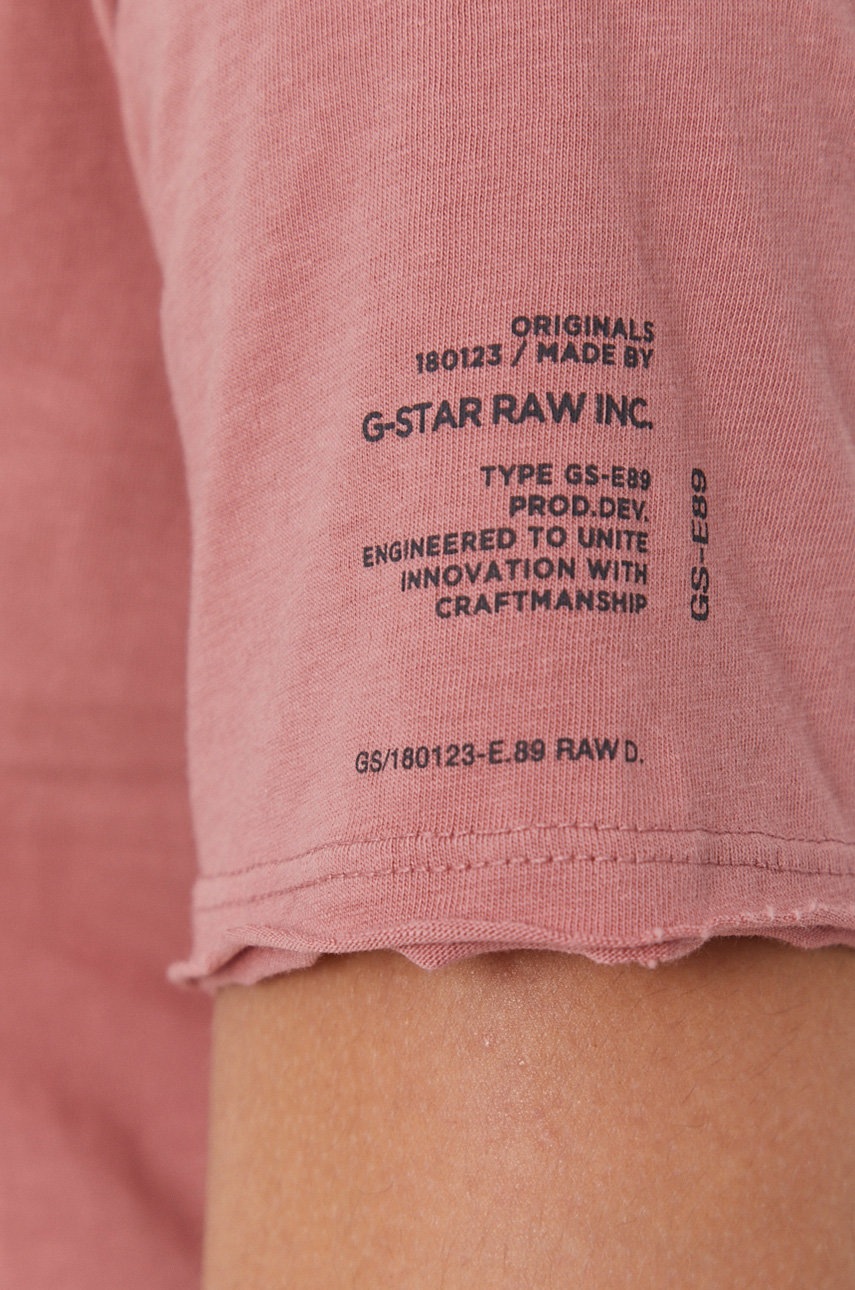 ORIGINALS
180123 / MADE BY
G-STAR RAW INC.
TYPE GS-E89
PROD.DEV.
ENGINEERED TO UNITE
INNOVATION WITH
CRAFTMANSHIP
GS-E89
GS/180123-E.89 RAW D.